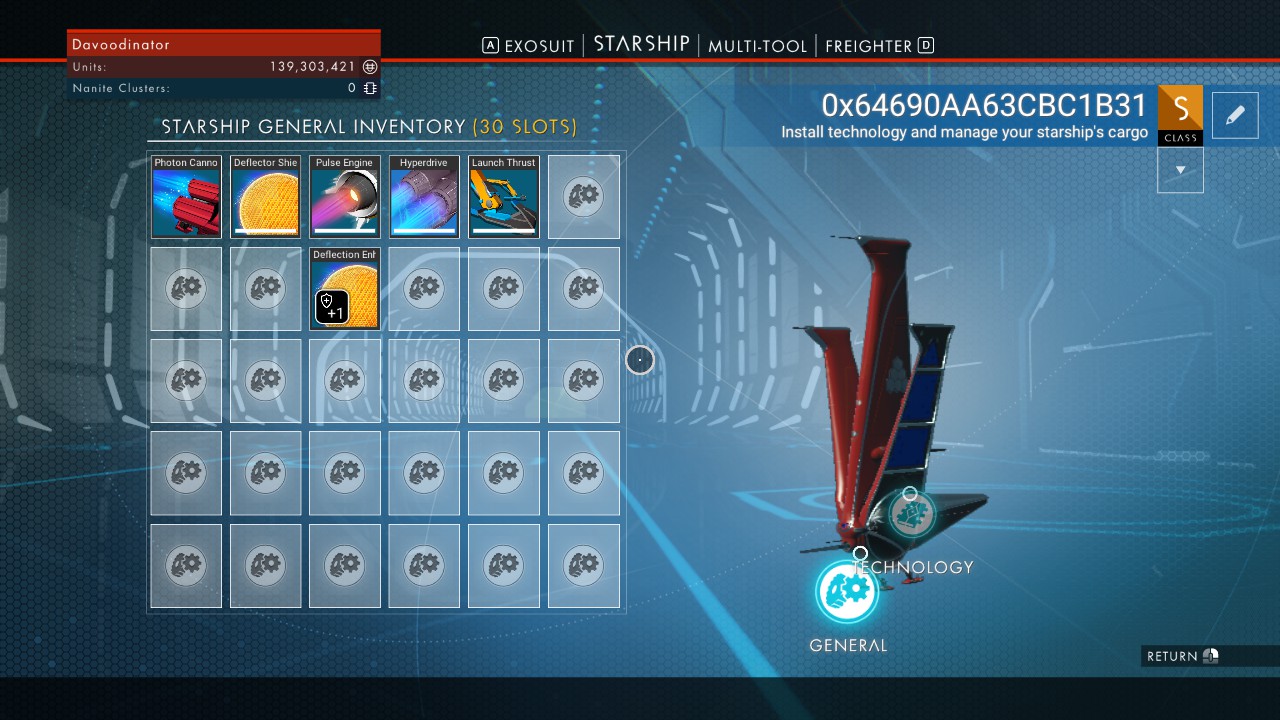 Davoodinator
Units: 139,303,421
Nanite Clusters: 0
A EXOSUIT STARSHIP MULTI-TOOL FREIGHTER D
0x64690AA63CBC1B31
Install technology and manage your starship's cargo
S
CLASS
STARSHIP GENERAL INVENTORY (30 SLOTS)
Photon Canno Deflector Shie Pulse Engine Hyperdrive Launch Thrust
Deflection Enh
+1
TECHNOLOGY
GENERAL
RETURN